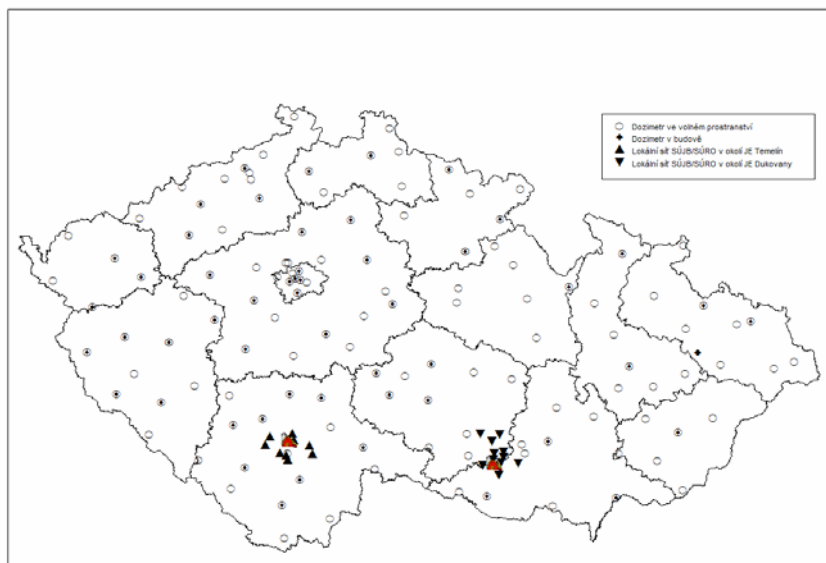 Dozimetr ve volném prostranství
Dozimetr v budově
Lokální síť SÚJB/SÚRO v okolí JE Temelín
Lokální síť SÚJB/SÚRO v okolí JE Dukovany